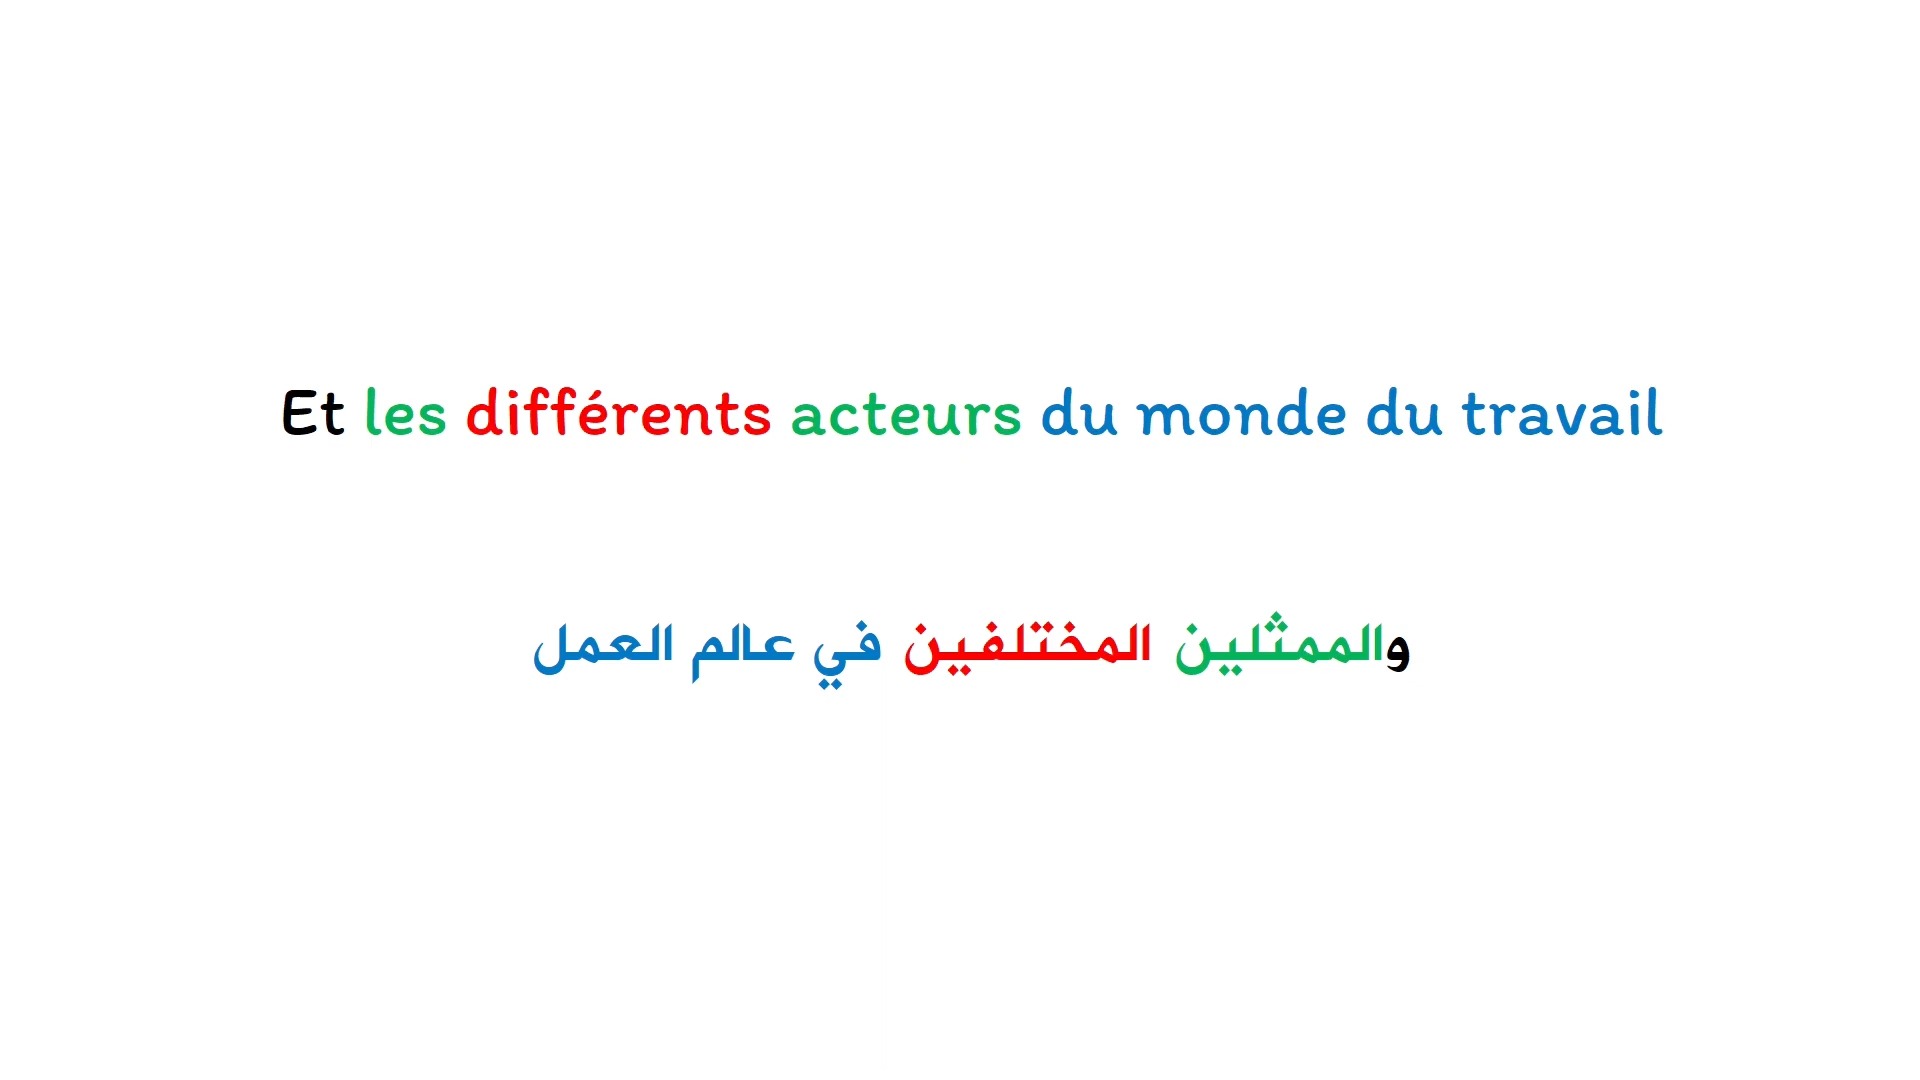 Et les différents acteurs du monde du travail
والممثلين المختلفين في عالم العمل